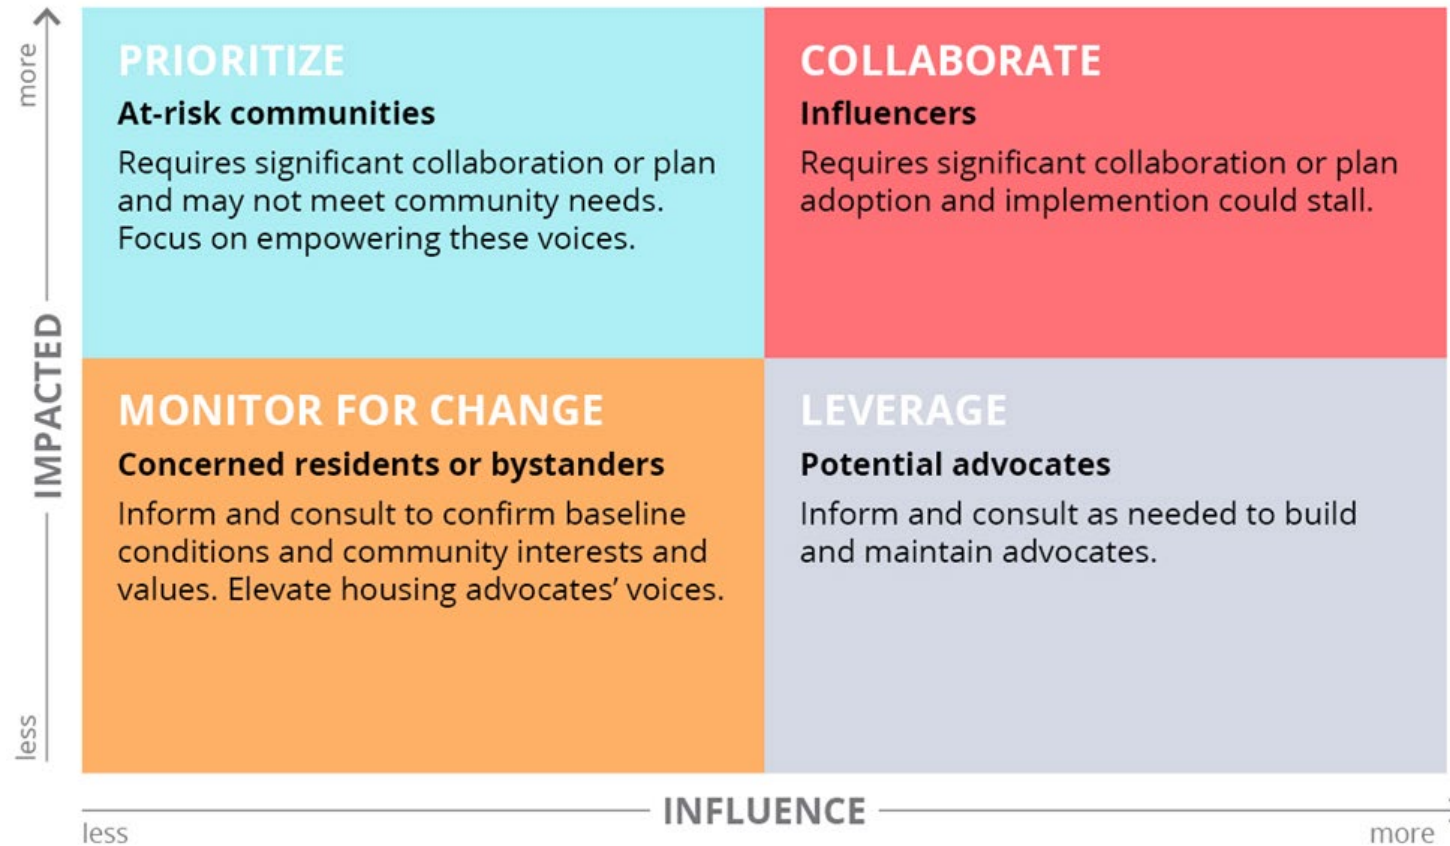 more
PRIORITIZE
At-risk communities
Requires significant collaboration or plan
and may not meet community needs.
Focus on empowering these voices.
COLLABORATE
Influencers
Requires significant collaboration or plan
adoption and implemention could stall.
IMPACTED
MONITOR FOR CHANGE
Concerned residents or bystanders
Inform and consult to confirm baseline
conditions and community interests and
values. Elevate housing advocates’ voices.
LEVERAGE
Potential advocates
Inform and consult as needed to build
and maintain advocates.
less
INFLUENCE
less
more